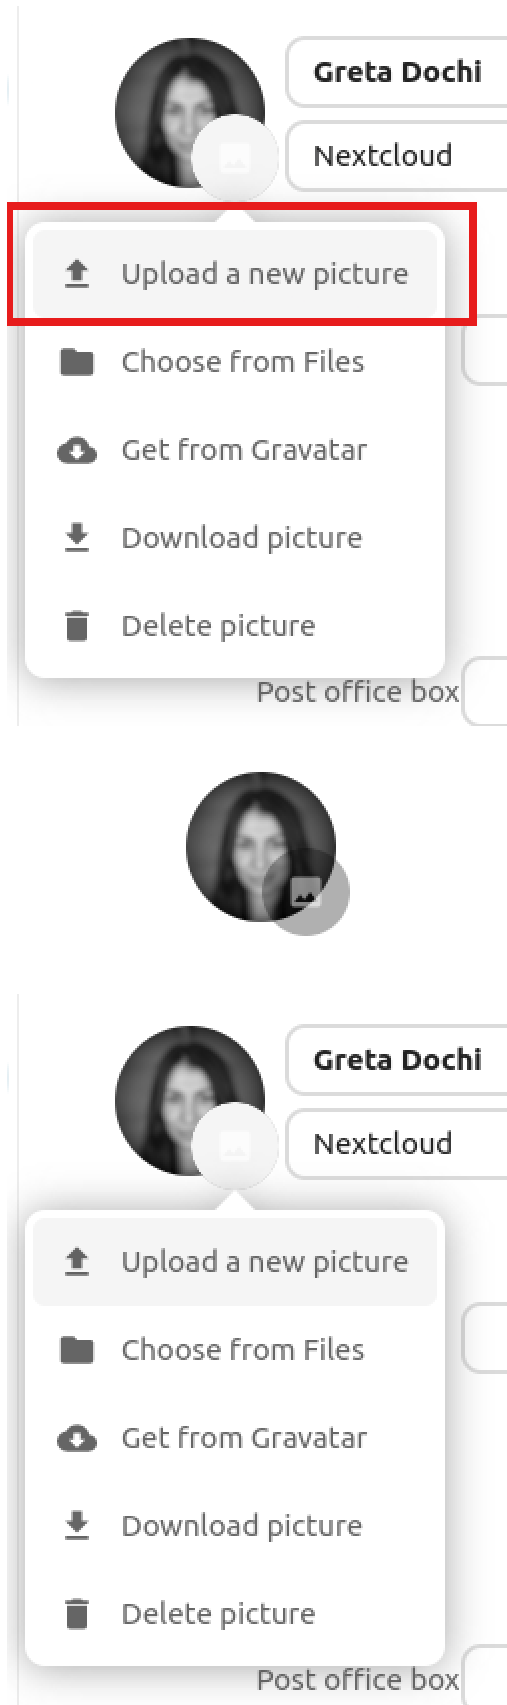 Greta Dochi
Nextcloud
Upload a new picture
Choose from Files
Get from Gravatar
Download picture
Delete picture
Post office box
Greta Dochi
Nextcloud
Upload a new picture
Choose from Files
Get from Gravatar
Download picture
Delete picture
Post office box